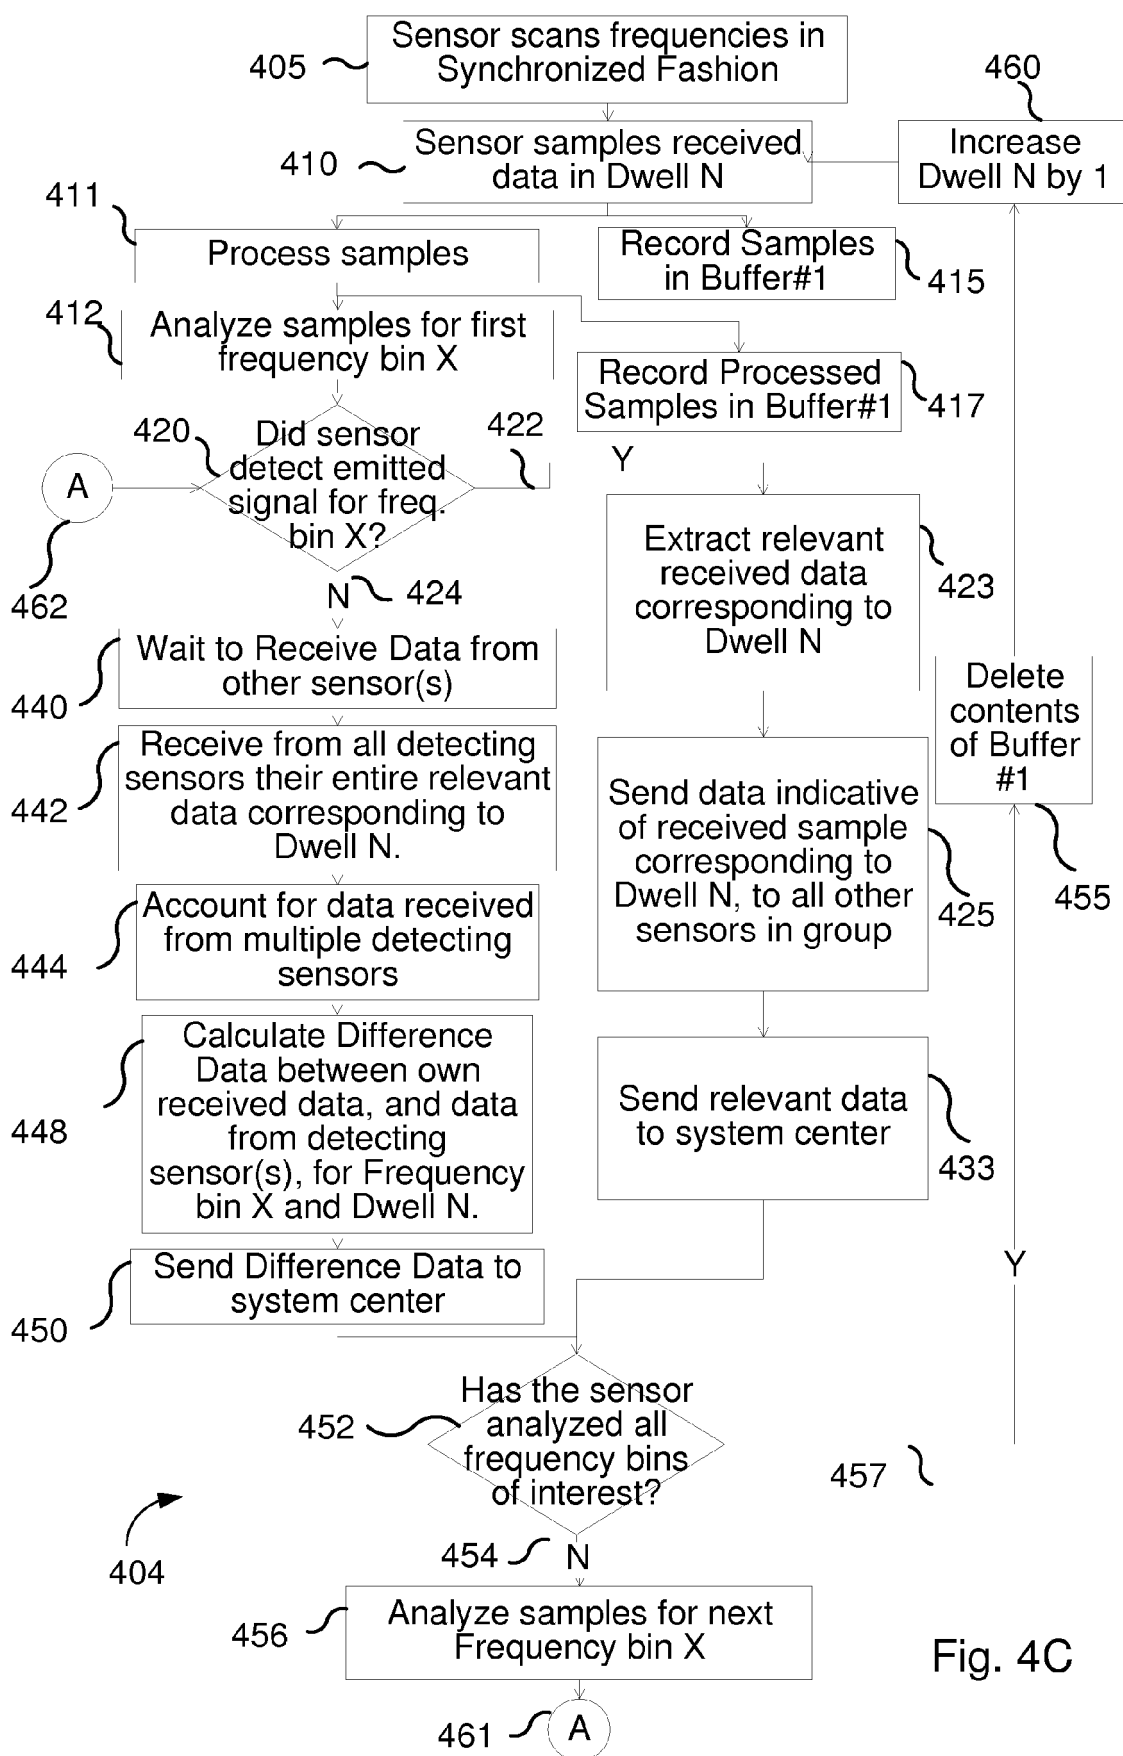 Sensor scans frequencies in
Synchronized Fashion
405
460
Sensor samples received
data in Dwell N
410
Increase
Dwell N by 1
411
Process samples
Record Samples
in Buffer#1
415
412
Analyze samples for first
frequency bin X
Record Processed
Samples in Buffer#1
417
420
422
Did sensor
detect emitted
signal for freq.
bin X?
A
462
Y
N
424
Extract relevant
received data
corresponding to
Dwell N
423
Wait to Receive Data from
other sensor(s)
440
Delete
contents
of Buffer
#1
455
Receive from all detecting
sensors their entire relevant
data corresponding to
Dwell N.
442
Send data indicative
of received sample
corresponding to
Dwell N, to all other
sensors in group
425
Account for data received
from multiple detecting
sensors
444
Calculate Difference
Data between own
received data, and data
from detecting
sensor(s), for Frequency
bin X and Dwell N.
448
Send relevant data
to system center
433
Send Difference Data to
system center
450
Y
Has the sensor
analyzed all
frequency bins
of interest?
452
457
404
454
N
Analyze samples for next
Frequency bin X
456
Fig. 4C
461
A